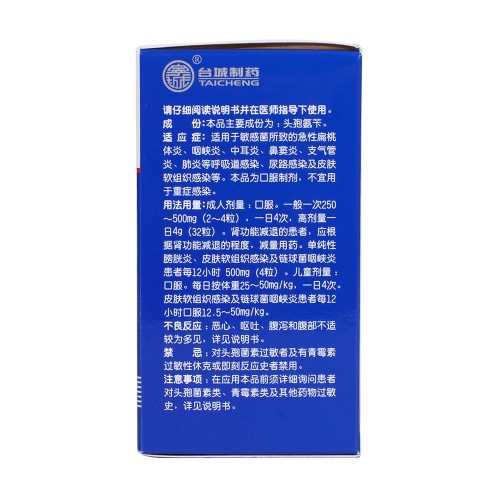 台城制药
TAICHENG
请仔细阅读说明书并在医师指导下使用。
成 份：本品主要成份为：头孢氨苄。
适 应 症：适用于敏感菌所致的急性扁桃
体炎、咽峡炎、中耳炎、鼻窦炎、支气管
炎、肺炎等呼吸道感染、尿路感染及皮肤
软组织感染等。本品为口服制剂，不宜用
于重症感染。
用法用量：成人剂量：口服。一般一次250
~500mg（2~4粒），一日4次，高剂量一
日4g（32粒）。肾功能减退的患者，应根
据肾功能减退的程度，减量用药。单纯性
膀胱炎、皮肤软组织感染及链球菌咽峡炎
患者每12小时 500mg（4粒）。儿童剂量：
口服。每日按体重25~50mg/kg，一日4次。
皮肤软组织感染及链球菌咽峡炎患者每12
小时口服12.5~50mg/kg。
不良反应：恶心、呕吐、腹泻和腹部不适
较为多见，详见说明书。
禁 忌：对头孢菌素过敏者及有青霉素
过敏性休克或即刻反应史者禁用。
注意事项：在应用本品前须详细询问患者
对头孢菌素类、青霉素类及其他药物过敏
史，详见说明书。